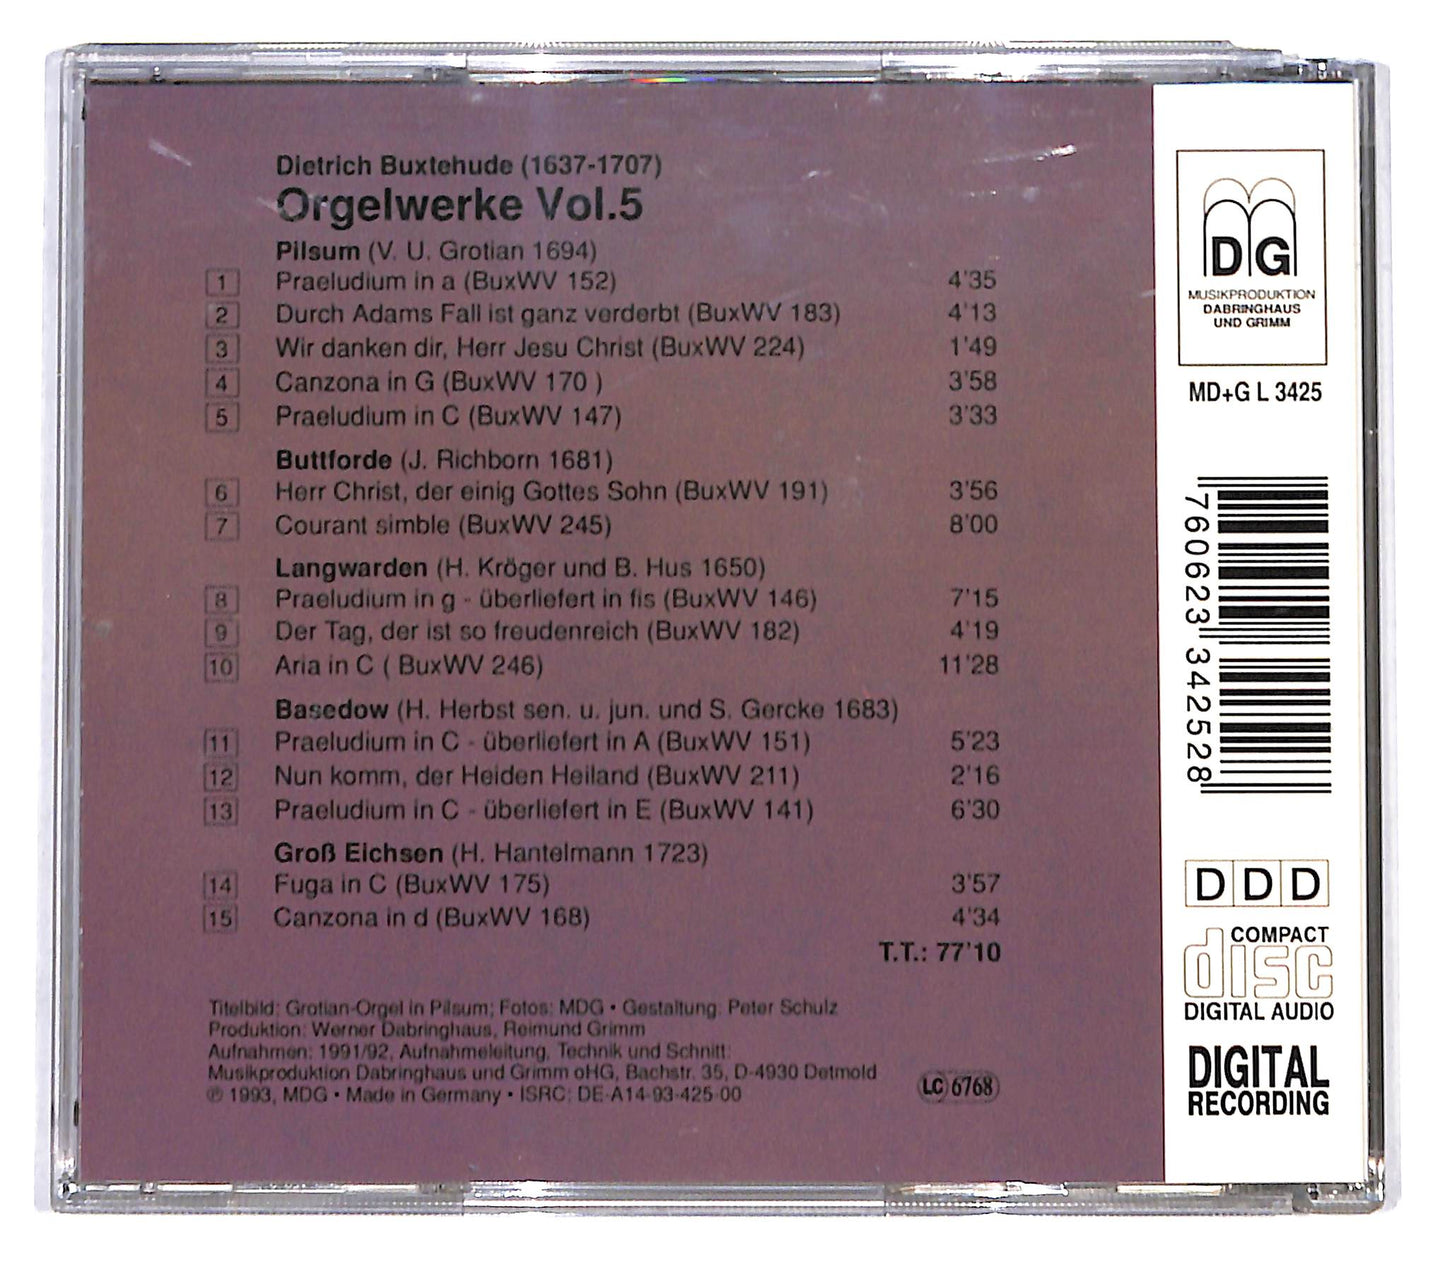 Dietrich Buxtehude (1637-1707)
Orgelwerke Vol.5
Pilsum (V. U. Grotian 1694)
1 Praeludium in a (BuxWV 152) 4'35
2 Durch Adams Fall ist ganz verderbt (BuxWV 183) 4'13
3 Wir danken dir, Herr Jesu Christ (BuxWV 224) 1'49
4 Canzona in G (BuxWV 170 ) 3'58
5 Praeludium in C (BuxWV 147) 3'33
Buttforde (J. Richborn 1681)
6 Herr Christ, der einig Gottes Sohn (BuxWV 191) 3'56
7 Courant simble (BuxWV 245) 8'00
Langwarden (H. Kröger und B. Hus 1650)
8 Praeludium in g - überliefert in fis (BuxWV 146) 7'15
9 Der Tag, der ist so freudenreich (BuxWV 182) 4'19
10 Aria in C ( BuxWV 246) 11'28
Basedow (H. Herbst sen. u. jun. und S. Gercke 1683)
11 Praeludium in C - überliefert in A (BuxWV 151) 5'23
12 Nun komm, der Heiden Heiland (BuxWV 211) 2'16
13 Praeludium in C - überliefert in E (BuxWV 141) 6'30
Groß Eichsen (H. Hantelmann 1723)
14 Fuga in C (BuxWV 175) 3'57
15 Canzona in d (BuxWV 168) 4'34
T.T.: 77'10
Titelbild: Grotian-Orgel in Pilsum; Fotos: MDG • Gestaltung: Peter Schulz
Produktion: Werner Dabringhaus, Reimund Grimm
Aufnahmen: 1991/92, Aufnahmeleitung, Technik und Schnitt:
Musikproduktion Dabringhaus und Grimm oHG, Bachstr. 35, D-4930 Detmold
℗ 1993, MDG • Made in Germany • ISRC: DE-A14-93-425-00
LC 6768
DG
MUSIKPRODUKTION
DABRINGHAUS
UND GRIMM
MD+G L 3425
760623 342528
DDD
COMPACT
disc
DIGITAL AUDIO
DIGITAL
RECORDING